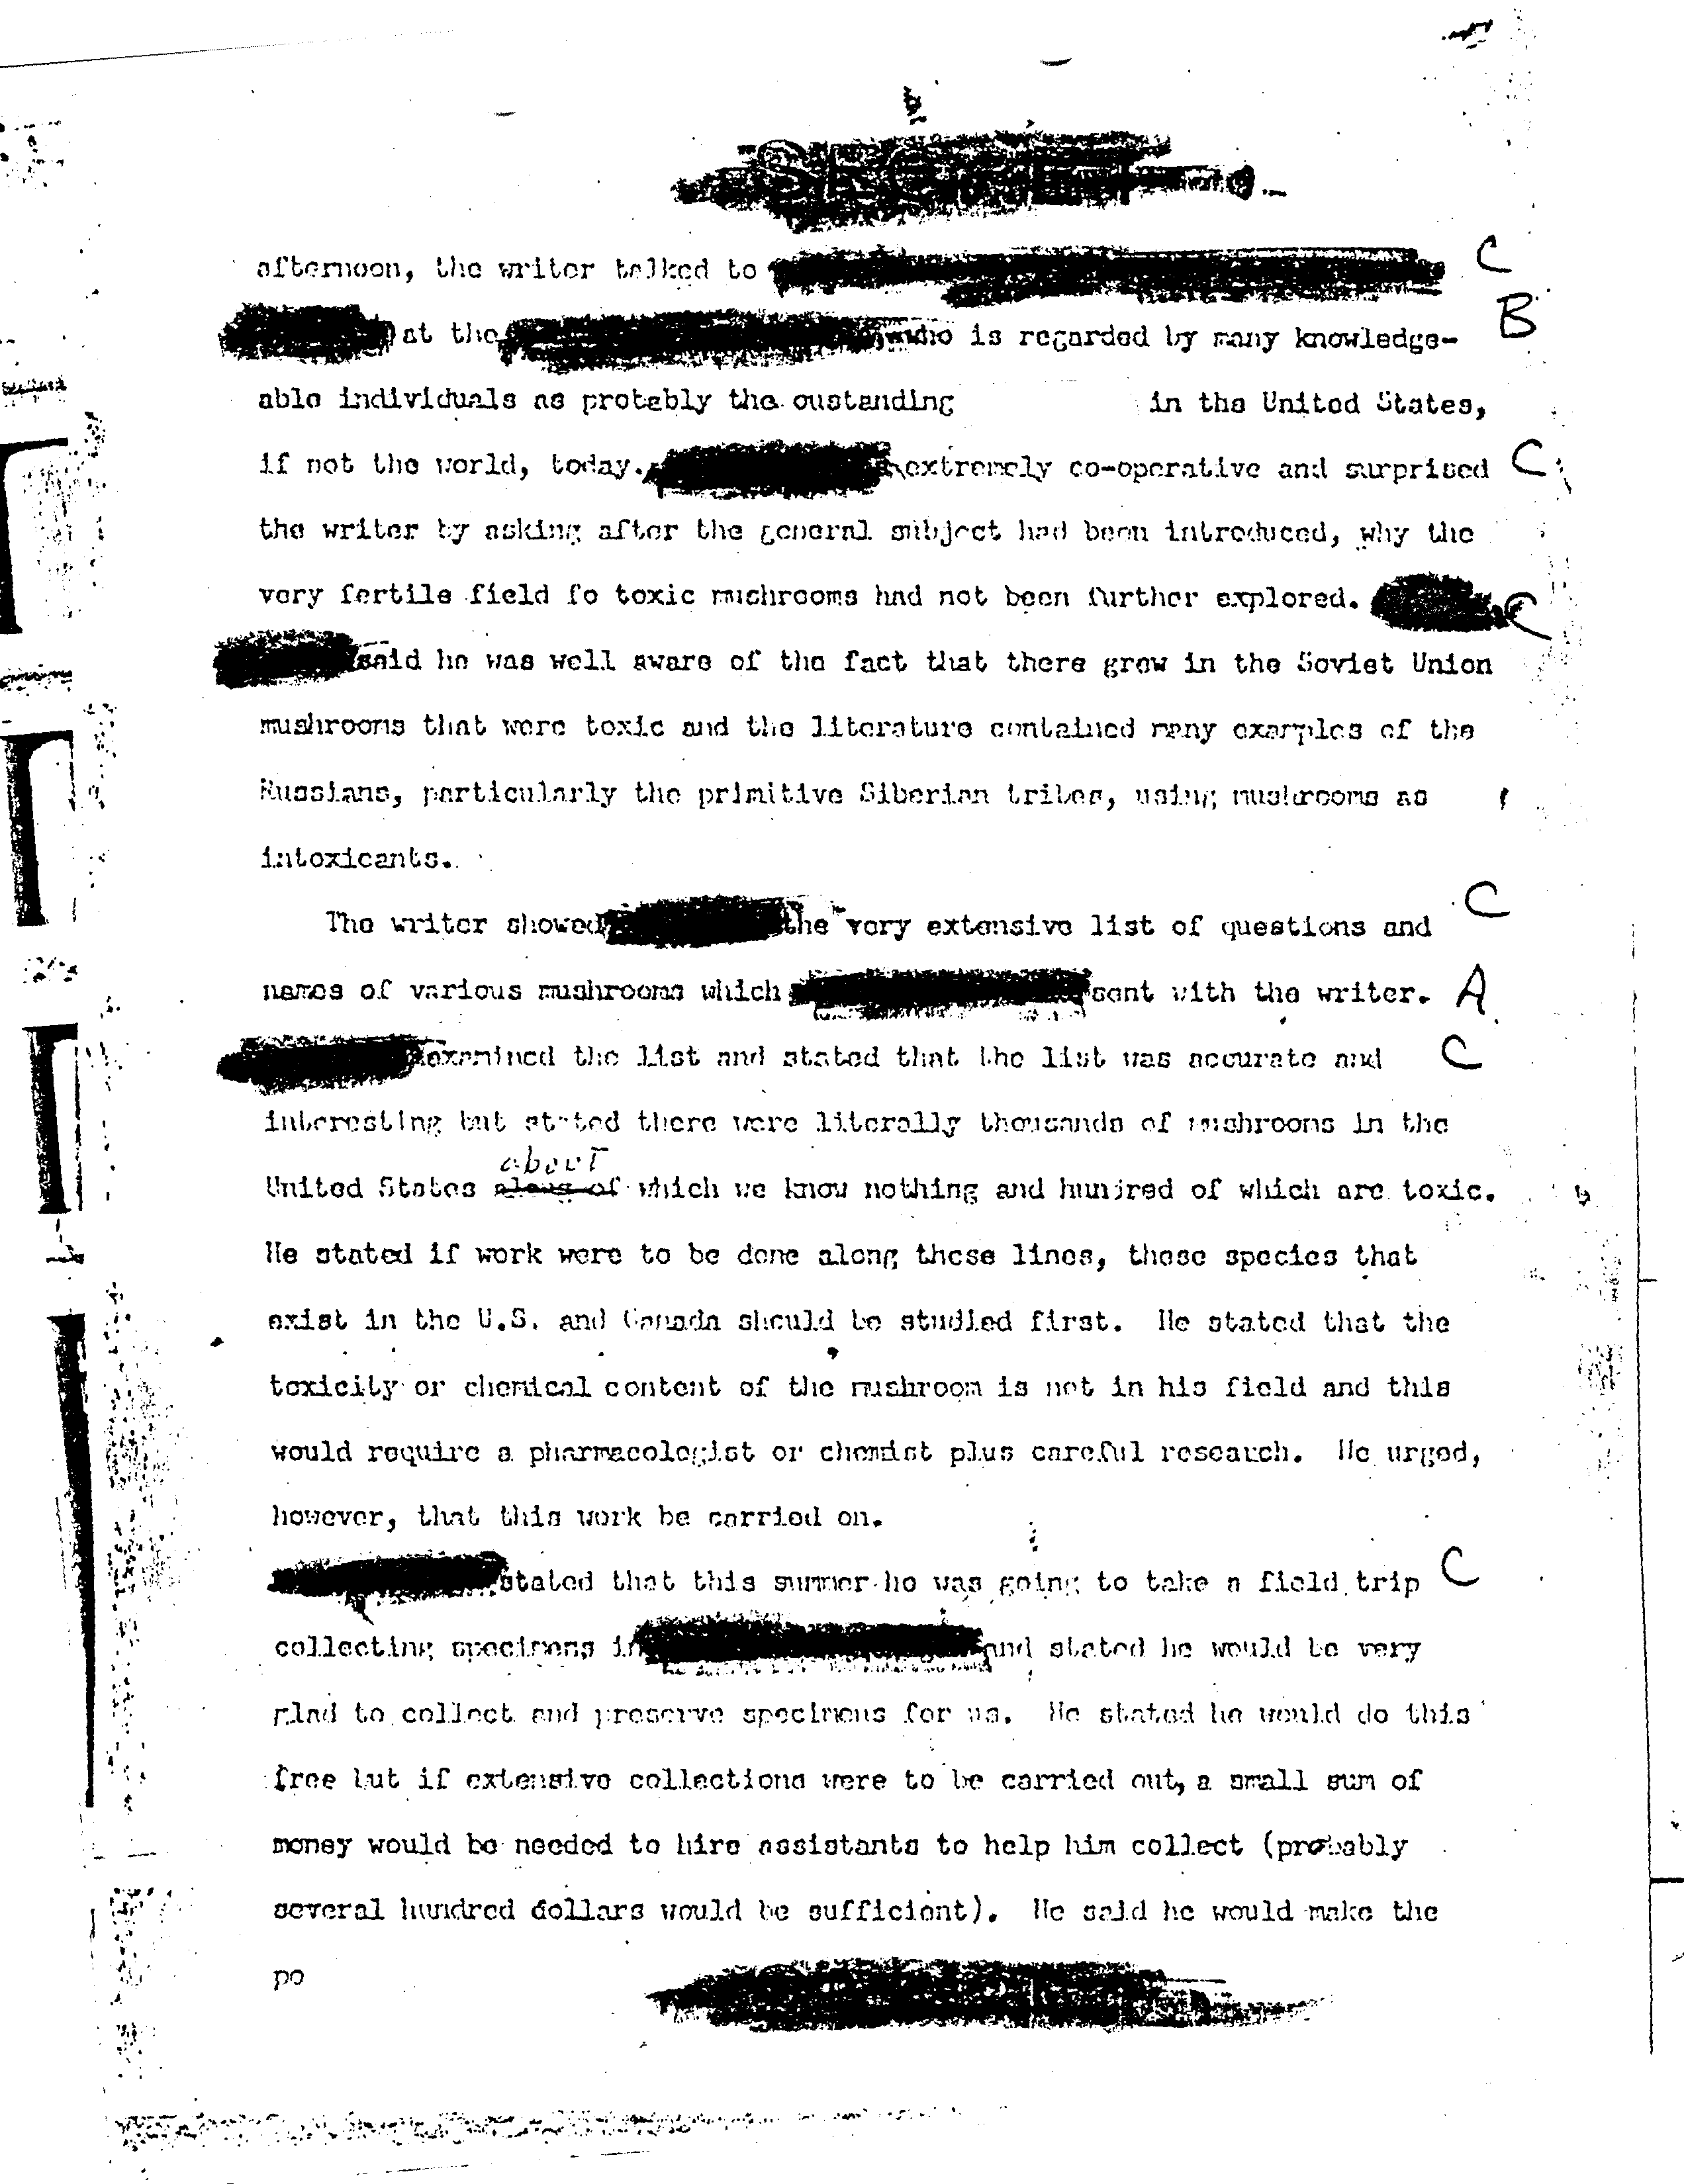 SECRET
afternoon, the writer talked to C
at the who is regarded by many knowledge- B
able individuals as probably the oustanding in the United States,
if not the world, today. extremely co-operative and surprised C
the writer by asking after the general subject had been introduced, why the
very fertile field fo toxic mushrooms had not been further explored. C
said he was well aware of the fact that there grew in the Soviet Union
mushrooms that were toxic and the literature contained many examples of the
Russians, particularly the primitive Siberian tribes, using mushrooms as
intoxicants.
The writer showed the very extensive list of questions and C
names of various mushrooms which sent with the writer. A
examined the list and stated that the list was accurate and C
interesting but stated there were literally thousands of mushrooms in the
about
United States along of which we know nothing and hundred of which are toxic.
He stated if work were to be done along these lines, those species that
exist in the U.S. and Canada should be studied first. He stated that the
toxicity or chemical content of the mushroom is not in his field and this
would require a pharmacologist or chemist plus careful research. He urged,
however, that this work be carried on.
stated that this summer he was going to take a field trip C
collecting specimens in and stated he would be very
glad to collect and preserve specimens for us. He stated he would do this
free but if extensive collections were to be carried out, a small sum of
money would be needed to hire assistants to help him collect (probably
several hundred dollars would be sufficient). He said he would make the
po